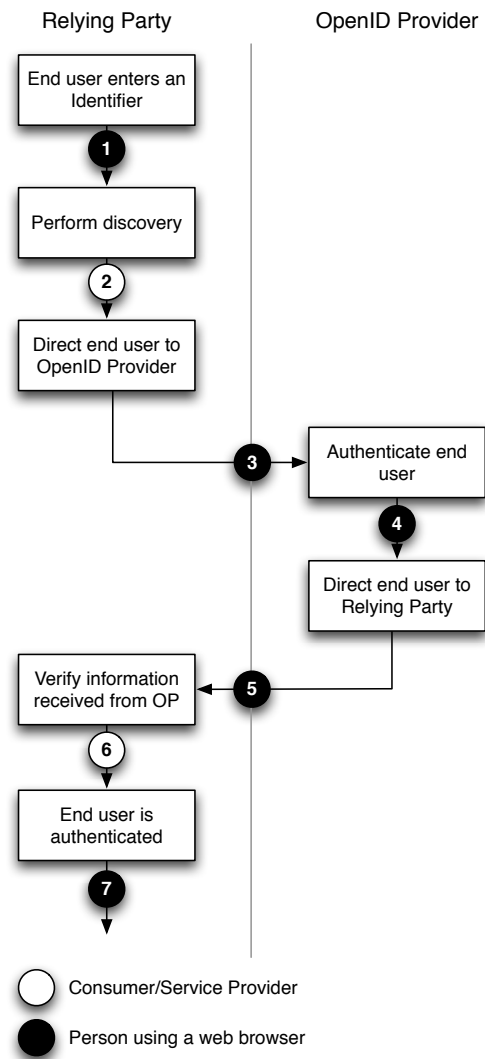 Relying Party
OpenID Provider
End user enters an
Identifier
1
Perform discovery
2
Direct end user to
OpenID Provider
3
Authenticate end
user
4
Direct end user to
Relying Party
5
Verify information
received from OP
6
End user is
authenticated
7
Consumer/Service Provider
Person using a web browser